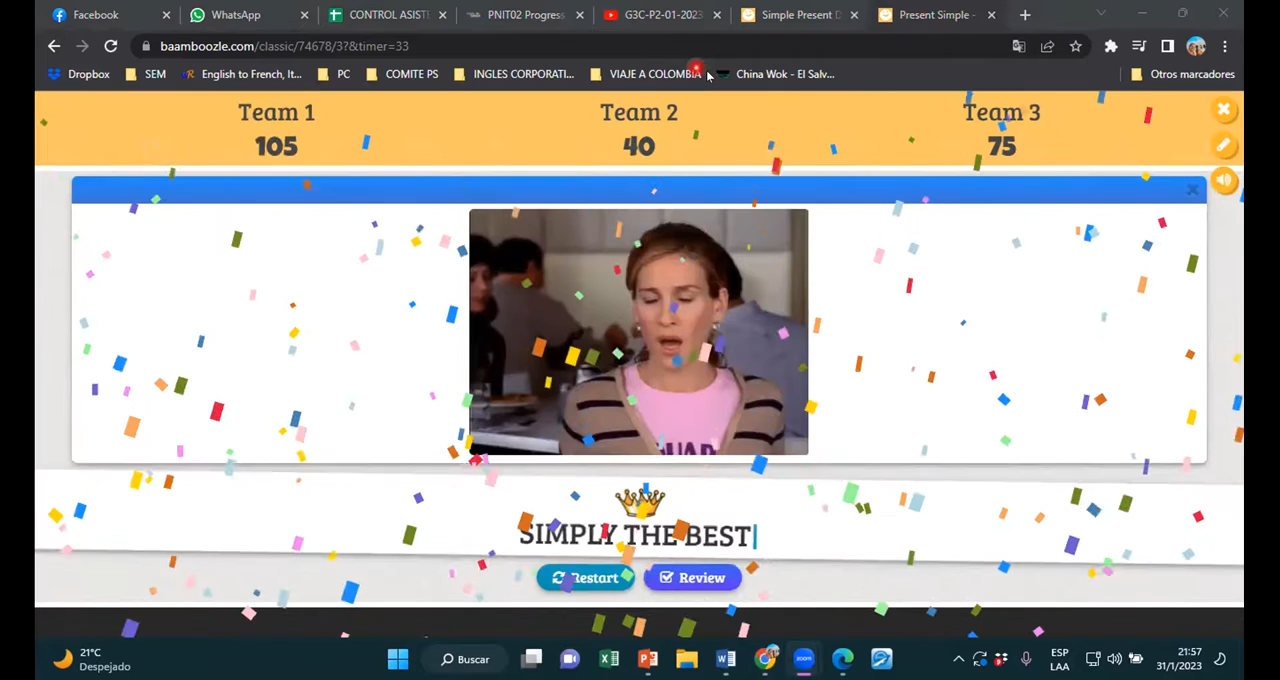 Facebook
WhatsApp
CONTROL ASISTE
PNIT02 Progress
G3C-P2-01-2023
Simple Present D
Present Simple -
baamboozle.com/classic/74678/3?&timer=33
Dropbox
SEM
English to French, It...
PC
COMITE PS
INGLES CORPORATI...
VIAJE A COLOMBIA
China Wok - El Salv...
Otros marcadores
Team 1
Team 2
Team 3
105
40
75
SIMPLY THE BEST
Restart
Review
21°C
Despejado
Buscar
ESP
LAA
21:57
31/1/2023